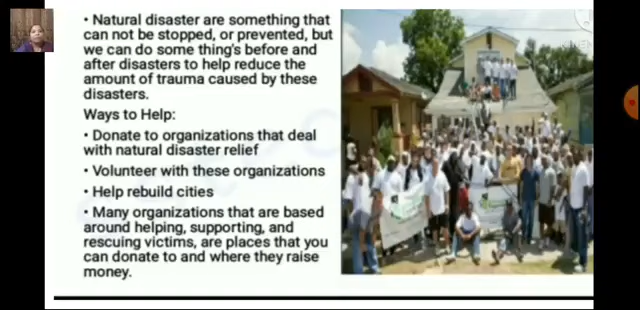 • Natural disaster are something that
can not be stopped, or prevented, but
we can do some thing's before and
after disasters to help reduce the
amount of trauma caused by these
disasters.
Ways to Help:
• Donate to organizations that deal
with natural disaster relief
• Volunteer with these organizations
• Help rebuild cities
• Many organizations that are based
around helping, supporting, and
rescuing victims, are places that you
can donate to and where they raise
money.